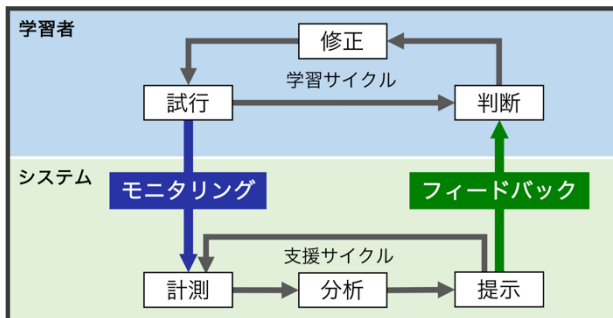 学習者
修正
学習サイクル
試行
判断
システム
モニタリング
フィードバック
支援サイクル
計測
分析
提示